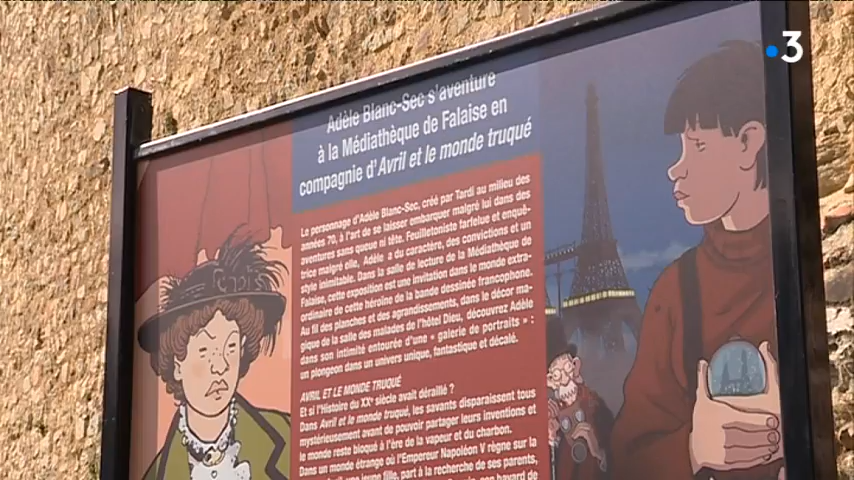 3
Adèle Blanc-Sec s'aventure
à la Médiathèque de Falaise en
compagnie d'Avril et le monde truqué
Le personnage d'Adèle Blanc-Sec, créé par Tardi au milieu des
années 70, à l'art de se laisser embarquer malgré lui dans des
aventures sans queue ni tête. Feuilletoniste farfelue et enquê-
trice malgré elle, Adèle a du caractère, des convictions et un
style inimitable. Dans la salle de lecture de la Médiathèque de
Falaise, cette exposition est une invitation dans le monde extra-
ordinaire de cette héroïne de la bande dessinée francophone.
Au fil des planches et des agrandissements, dans le décor ma-
gique de la salle des malades de l'hôtel Dieu, découvrez Adèle
dans son intimité entourée d'une « galerie de portraits » :
un plongeon dans un univers unique, fantastique et décalé.
AVRIL ET LE MONDE TRUQUÉ
Et si l'Histoire du XXe siècle avait déraillé ?
Dans Avril et le monde truqué, les savants disparaissent tous
mystérieusement avant de pouvoir partager leurs inventions et
le monde reste bloqué à l'ère de la vapeur et du charbon.
Dans un monde étrange où l'Empereur Napoléon V règne sur la
une jeune fille, part à la recherche de ses parents,